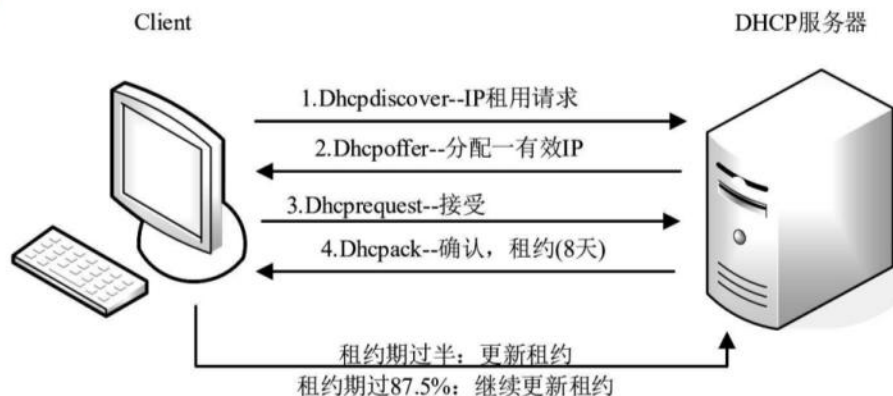 Client
DHCP服务器
1.Dhcpdiscover--IP租用请求
2.Dhcpoffer--分配一有效IP
3.Dhcprequest--接受
4.Dhcpack--确认，租约(8天)
租约期过半：更新租约
租约期过87.5%：继续更新租约